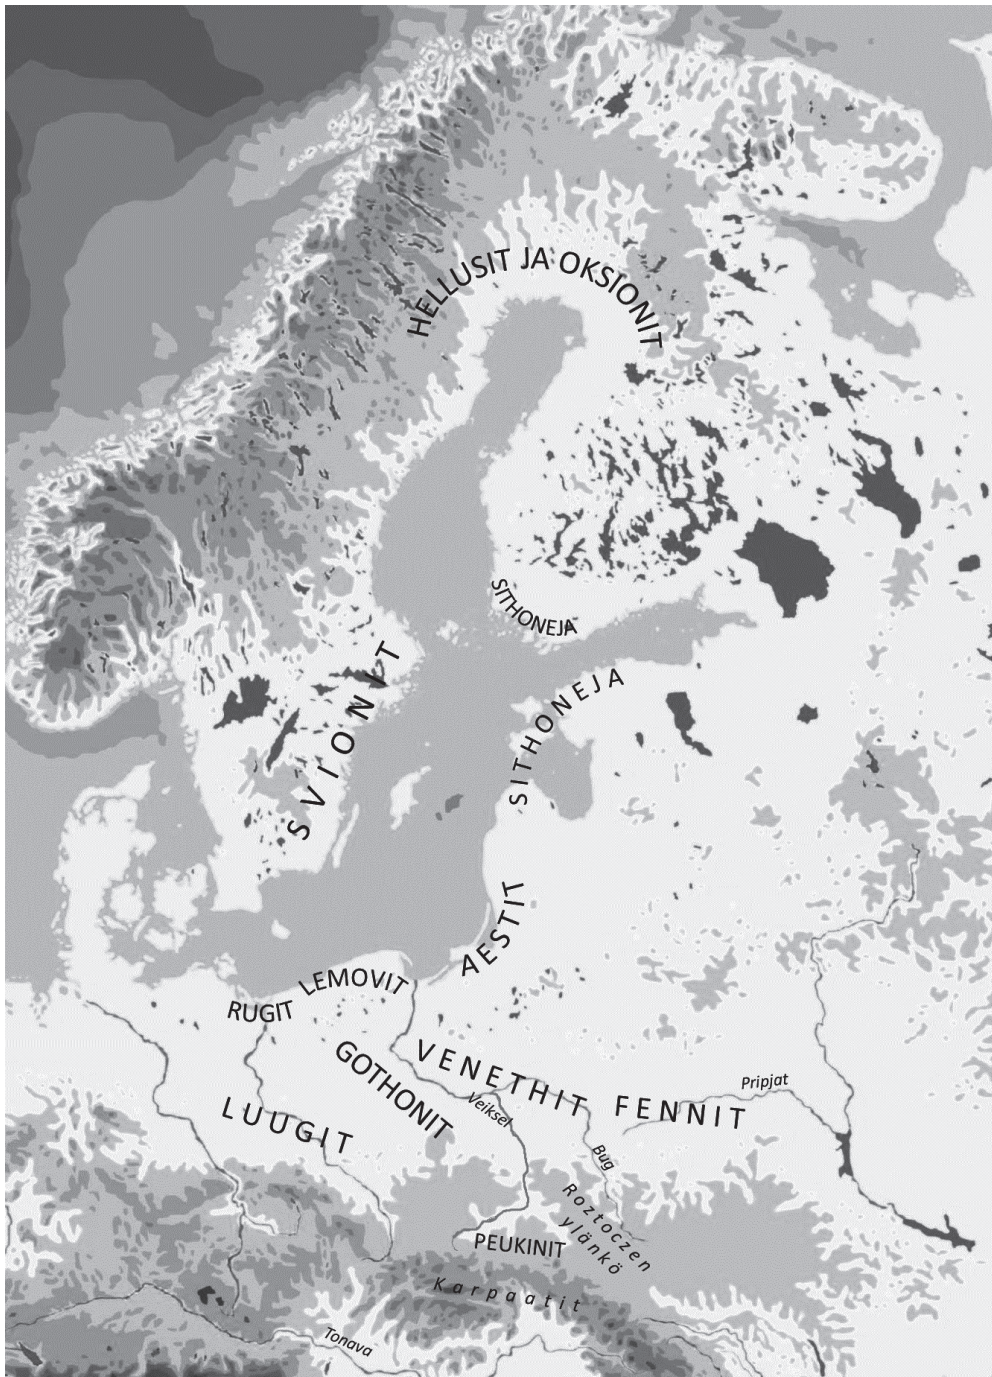 HELLUSIT JA OKSIONIT
SITHONEJA
SVIONIT
SITHONEJA
AESTIT
LEMOVIT
RUGIT
GOTHONIT
VENETHIT
FENNIT
Pripjat
Veiksel
LUUGIT
Bug
Roztoczen
ylänkö
PEUKINIT
Karpaatit
Tonava